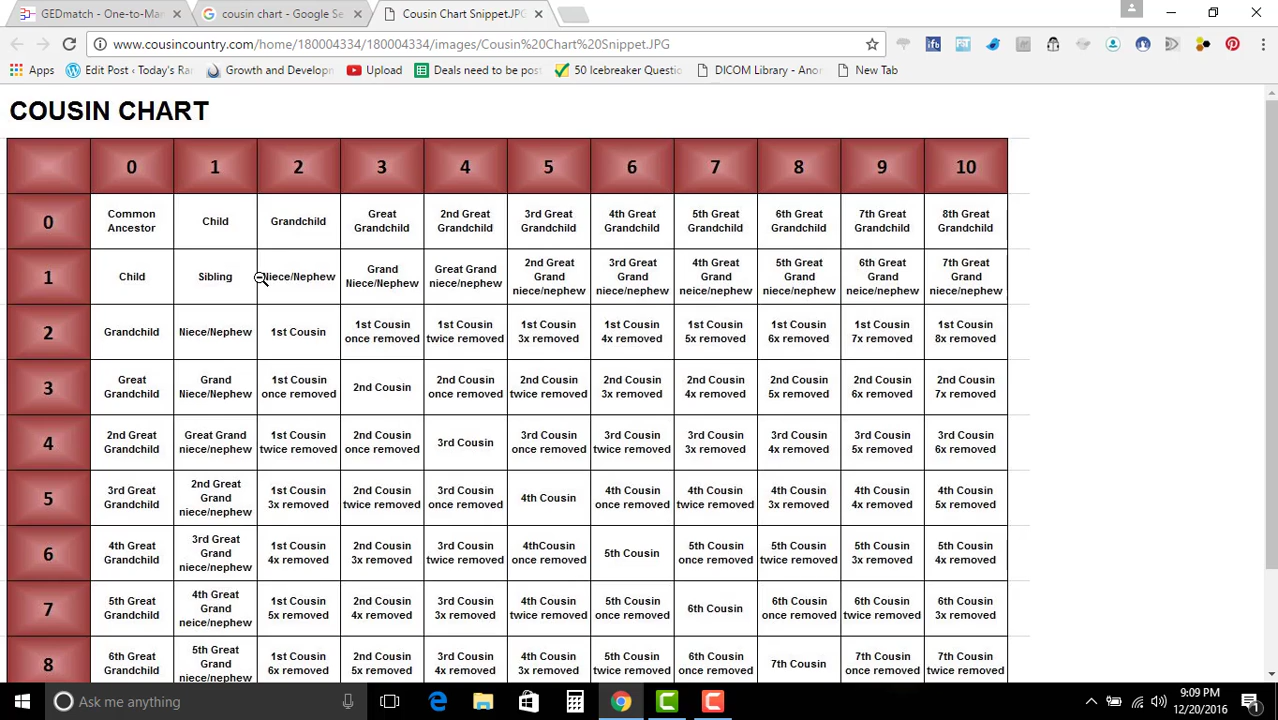 GEDmatch - One-to-Ma
cousin chart - Google Se
Cousin Chart Snippet.JPG
www.cousincountry.com/home/180004334/180004334/images/Cousin%20Chart%20Snippet.JPG
Apps
Edit Post ‹ Today's Ra
Growth and Developm
Upload
Deals need to be post
50 Icebreaker Questio
DICOM Library - Anon
New Tab
COUSIN CHART
0 1 2 3 4 5 6 7 8 9 10
0 Common Ancestor Child Grandchild Great Grandchild 2nd Great Grandchild 3rd Great Grandchild 4th Great Grandchild 5th Great Grandchild 6th Great Grandchild 7th Great Grandchild 8th Great Grandchild
1 Child Sibling Niece/Nephew Grand Niece/Nephew Great Grand niece/nephew 2nd Great Grand niece/nephew 3rd Great Grand niece/nephew 4th Great Grand neice/nephew 5th Great Grand neice/nephew 6th Great Grand neice/nephew 7th Great Grand niece/nephew
2 Grandchild Niece/Nephew 1st Cousin 1st Cousin once removed 1st Cousin twice removed 1st Cousin 3x removed 1st Cousin 4x removed 1st Cousin 5x removed 1st Cousin 6x removed 1st Cousin 7x removed 1st Cousin 8x removed
3 Great Grandchild Grand Niece/Nephew 1st Cousin once removed 2nd Cousin 2nd Cousin once removed 2nd Cousin twice removed 2nd Cousin 3x removed 2nd Cousin 4x removed 2nd Cousin 5x removed 2nd Cousin 6x removed 2nd Cousin 7x removed
4 2nd Great Grandchild Great Grand niece/nephew 1st Cousin twice removed 2nd Cousin once removed 3rd Cousin 3rd Cousin once removed 3rd Cousin twice removed 3rd Cousin 3x removed 3rd Cousin 4x removed 3rd Cousin 5x removed 3rd Cousin 6x removed
5 3rd Great Grandchild 2nd Great Grand niece/nephew 1st Cousin 3x removed 2nd Cousin twice removed 3rd Cousin once removed 4th Cousin 4th Cousin once removed 4th Cousin twice removed 4th Cousin 3x removed 4th Cousin 4x removed 4th Cousin 5x removed
6 4th Great Grandchild 3rd Great Grand niece/nephew 1st Cousin 4x removed 2nd Cousin 3x removed 3rd Cousin twice removed 4thCousin once removed 5th Cousin 5th Cousin once removed 5th Cousin twice removed 5th Cousin 3x removed 5th Cousin 4x removed
7 5th Great Grandchild 4th Great Grand neice/nephew 1st Cousin 5x removed 2nd Cousin 4x removed 3rd Cousin 3x removed 4th Cousin twice removed 5th Cousin once removed 6th Cousin 6th Cousin once removed 6th Cousin twice removed 6th Cousin 3x removed
8 6th Great Grandchild 5th Great Grand 1st Cousin 6x removed 2nd Cousin 5x removed 3rd Cousin 4x removed 4th Cousin 3x removed 5th Cousin twice removed 6th Cousin once removed 7th Cousin 7th Cousin once removed 7th Cousin twice removed
Ask me anything
9:09 PM
12/20/2016